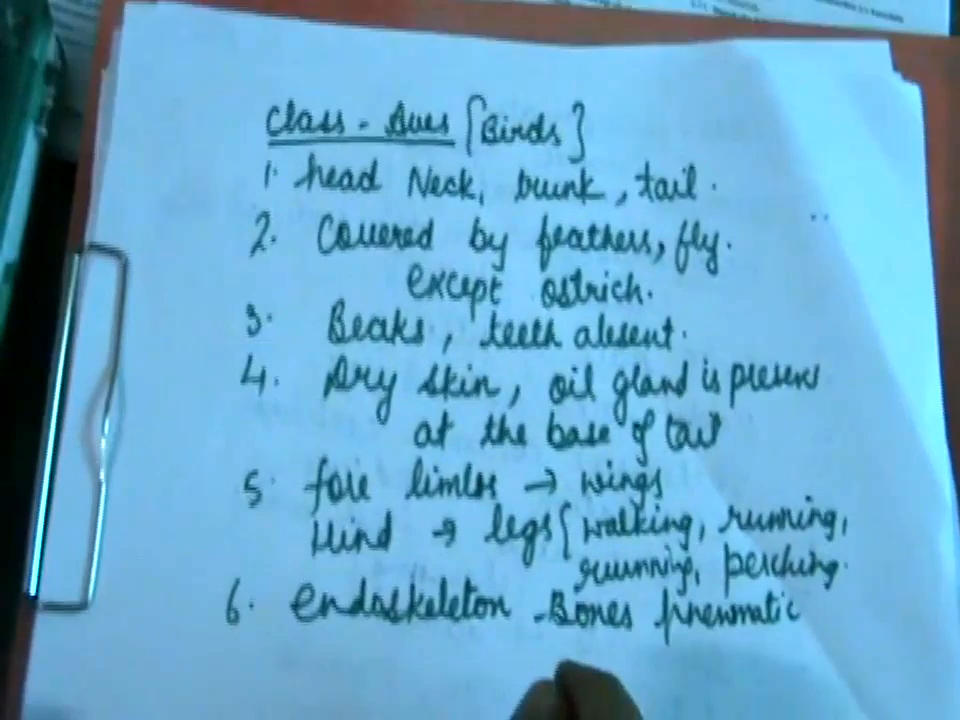 Class - Aves [Birds]
1. head Neck, trunk, tail.
2. Covered by feathers, fly.
except ostrich.
3. Beaks, teeth absent.
4. Dry skin, oil gland is present
at the base of tail
5. fore limbs → wings
Hind → legs { walking, running,
swimming, perching.
6. endoskeleton - Bones pneumatic